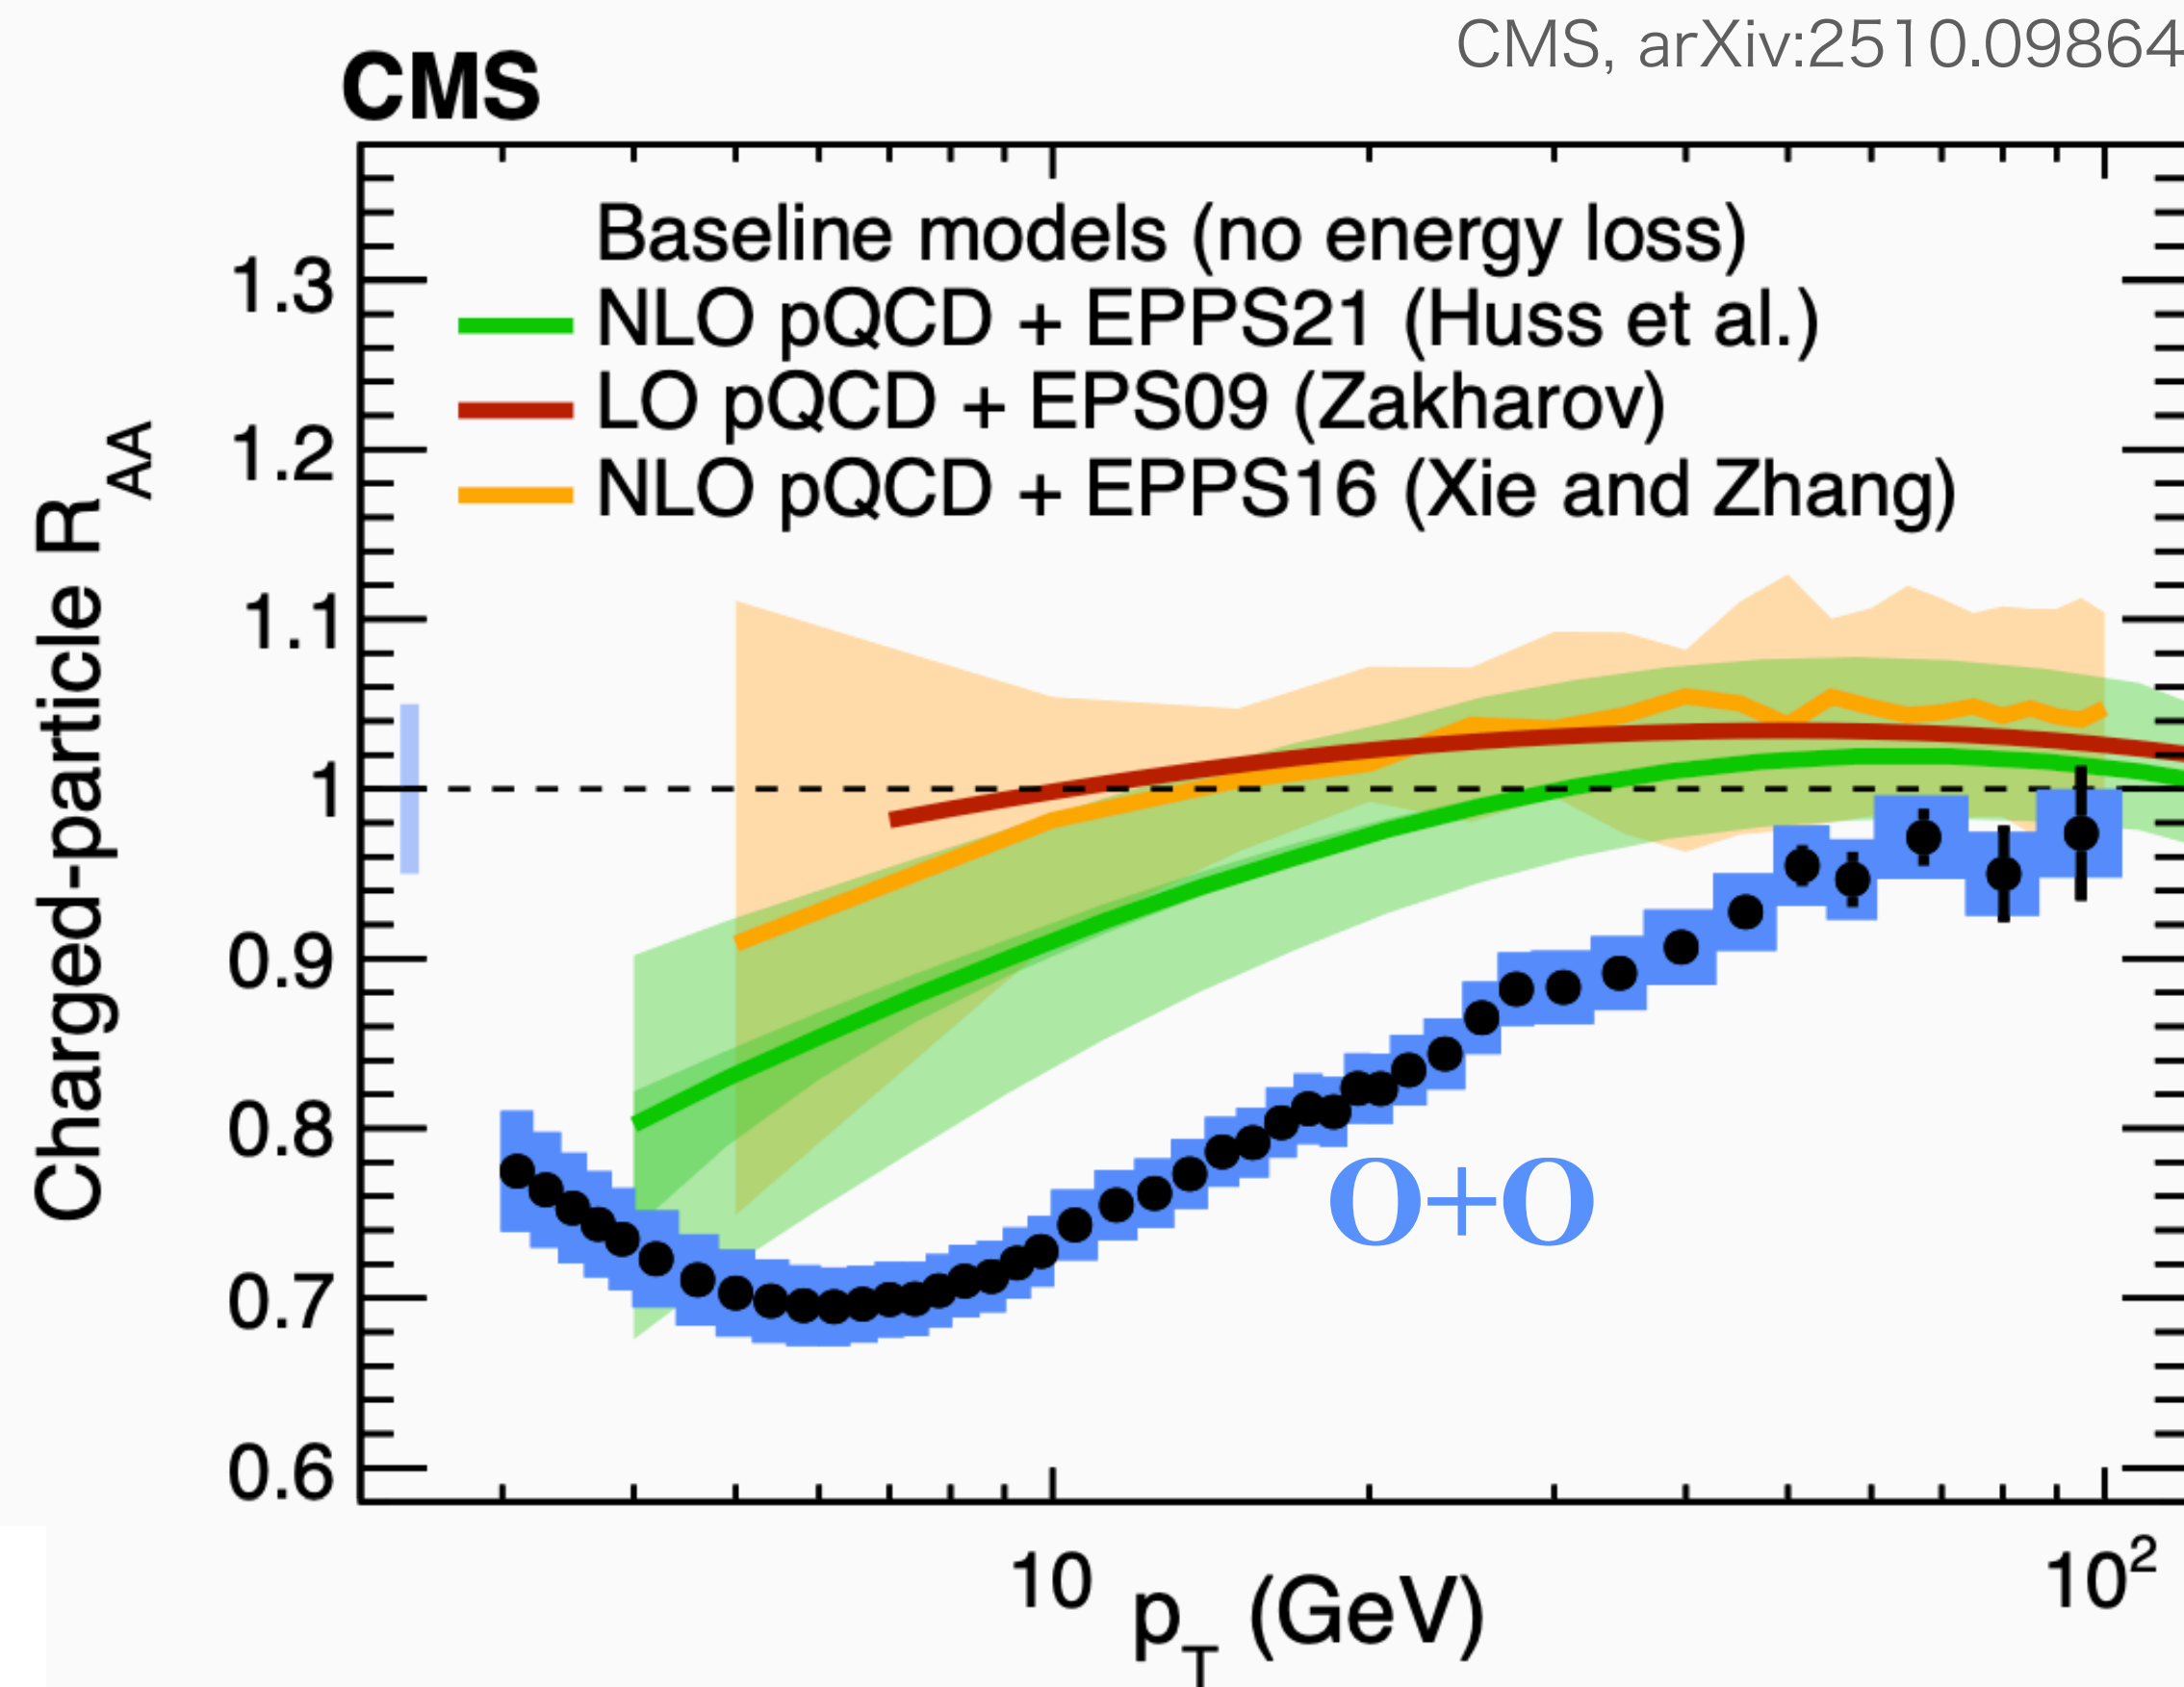 CMS, arXiv:2510.09864
CMS
Baseline models (no energy loss)
NLO pQCD + EPPS21 (Huss et al.)
LO pQCD + EPS09 (Zakharov)
NLO pQCD + EPPS16 (Xie and Zhang)
Charged-particle R_AA
1.3
1.2
1.1
1
0.9
0.8
0.7
0.6
O+O
10
10²
p_T (GeV)